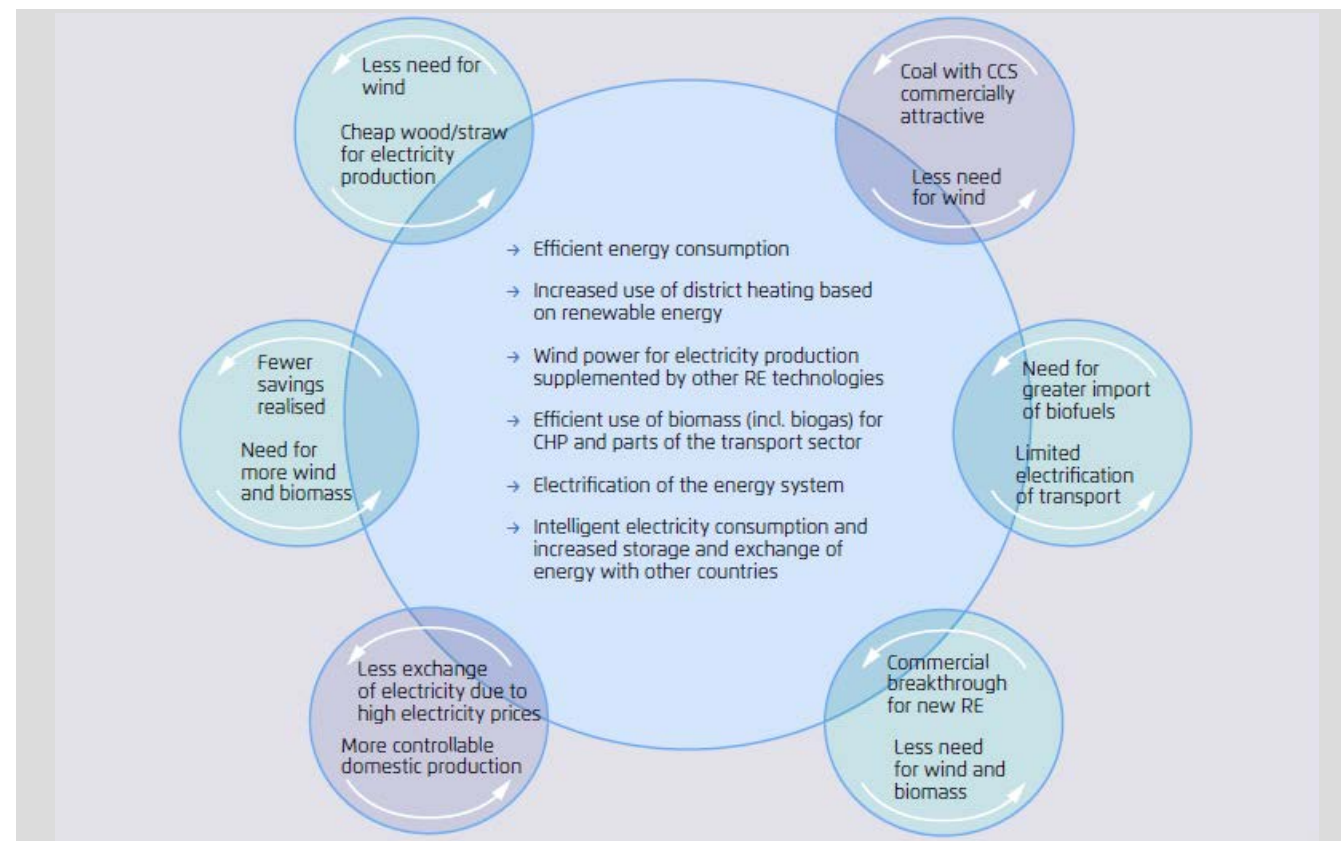 Less need for
wind
Cheap wood/straw
for electricity
production
Coal with CCS
commercially
attractive
Less need
for wind
→ Efficient energy consumption
→ Increased use of district heating based
on renewable energy
→ Wind power for electricity production
supplemented by other RE technologies
→ Efficient use of biomass (incl. biogas) for
CHP and parts of the transport sector
→ Electrification of the energy system
→ Intelligent electricity consumption and
increased storage and exchange of
energy with other countries
Fewer
savings
realised
Need for
more wind
and biomass
Need for
greater import
of biofuels
Limited
electrification
of transport
Less exchange
of electricity due to
high electricity prices
More controllable
domestic production
Commercial
breakthrough
for new RE
Less need
for wind and
biomass